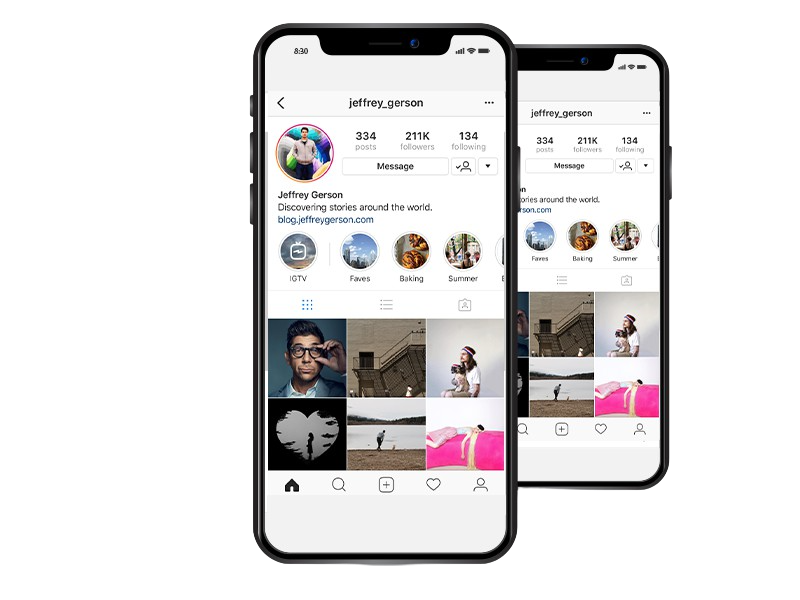 8:30
jeffrey_gerson
334 211K 134
posts followers following
Message
Jeffrey Gerson
Discovering stories around the world.
blog.jeffreygerson.com
IGTV Faves Baking Summer
jeffrey_gerson
334 211K 134
posts followers following
Message
on
s around the world.
rson.com
Faves Baking Summer